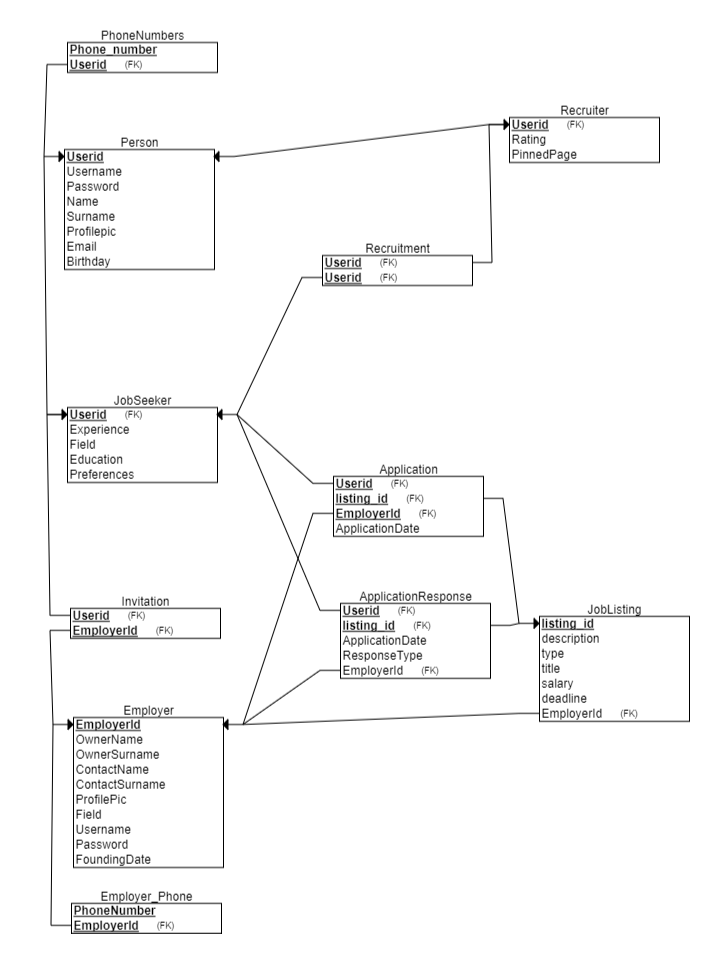 PhoneNumbers
Phone_number
Userid (FK)
Recruiter
Userid (FK)
Rating
PinnedPage
Person
Userid
Username
Password
Name
Surname
Profilepic
Email
Birthday
Recruitment
Userid (FK)
Userid (FK)
JobSeeker
Userid (FK)
Experience
Field
Education
Preferences
Application
Userid (FK)
listing_id (FK)
EmployerId (FK)
ApplicationDate
ApplicationResponse
Userid (FK)
listing_id (FK)
ApplicationDate
ResponseType
EmployerId (FK)
JobListing
listing_id
description
type
title
salary
deadline
EmployerId (FK)
Invitation
Userid (FK)
EmployerId (FK)
Employer
EmployerId
OwnerName
OwnerSurname
ContactName
ContactSurname
ProfilePic
Field
Username
Password
FoundingDate
Employer_Phone
PhoneNumber
EmployerId (FK)